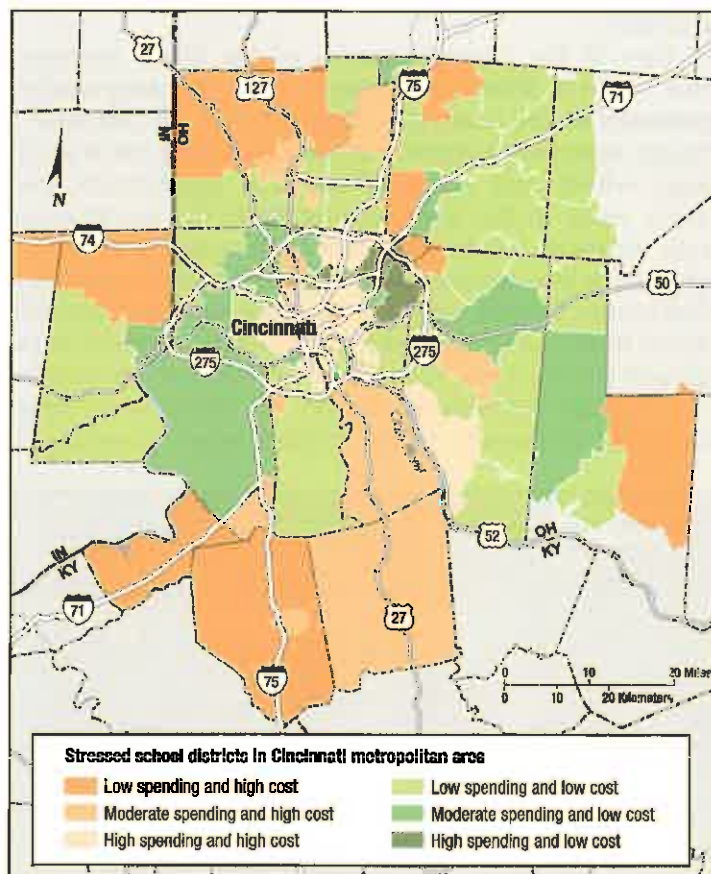 27
127
75
71
OH
IN
N
74
50
Cincinnati
275
275
IN
KY
OH
KY
52
71
27
75
0 10 20 Miles
0 10 20 Kilometers
Stressed school districts in Cincinnati metropolitan area
Low spending and high cost
Moderate spending and high cost
High spending and high cost
Low spending and low cost
Moderate spending and low cost
High spending and low cost